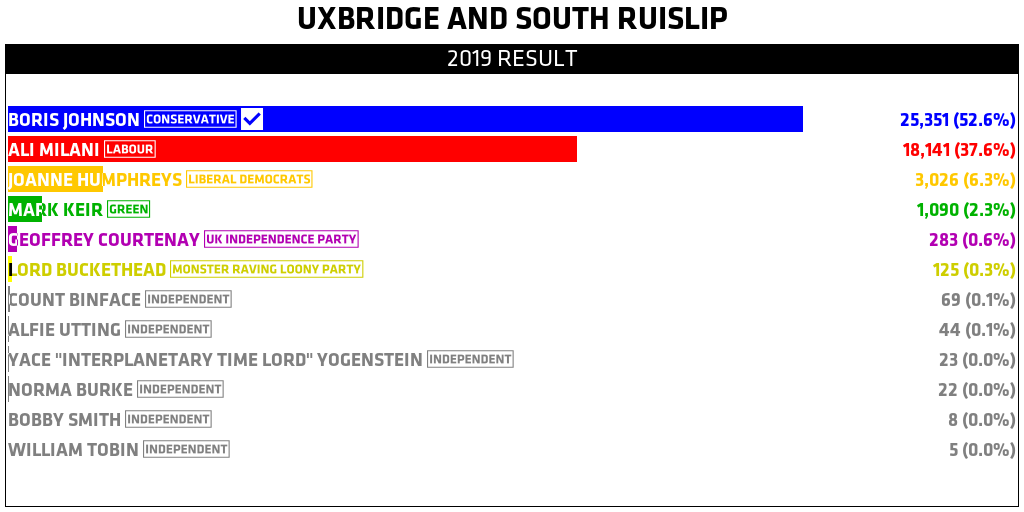 UXBRIDGE AND SOUTH RUISLIP
2019 RESULT
BORIS JOHNSON CONSERVATIVE 25,351 (52.6%)
ALI MILANI LABOUR 18,141 (37.6%)
JOANNE HUMPHREYS LIBERAL DEMOCRATS 3,026 (6.3%)
MARK KEIR GREEN 1,090 (2.3%)
GEOFFREY COURTENAY UK INDEPENDENCE PARTY 283 (0.6%)
LORD BUCKETHEAD MONSTER RAVING LOONY PARTY 125 (0.3%)
COUNT BINFACE INDEPENDENT 69 (0.1%)
ALFIE UTTING INDEPENDENT 44 (0.1%)
YACE "INTERPLANETARY TIME LORD" YOGENSTEIN INDEPENDENT 23 (0.0%)
NORMA BURKE INDEPENDENT 22 (0.0%)
BOBBY SMITH INDEPENDENT 8 (0.0%)
WILLIAM TOBIN INDEPENDENT 5 (0.0%)